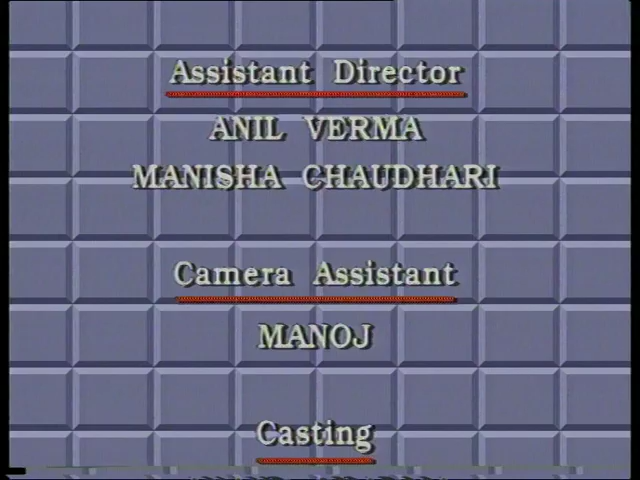 Assistant Director
ANIL VERMA
MANISHA CHAUDHARI
Camera Assistant
MANOJ
Casting